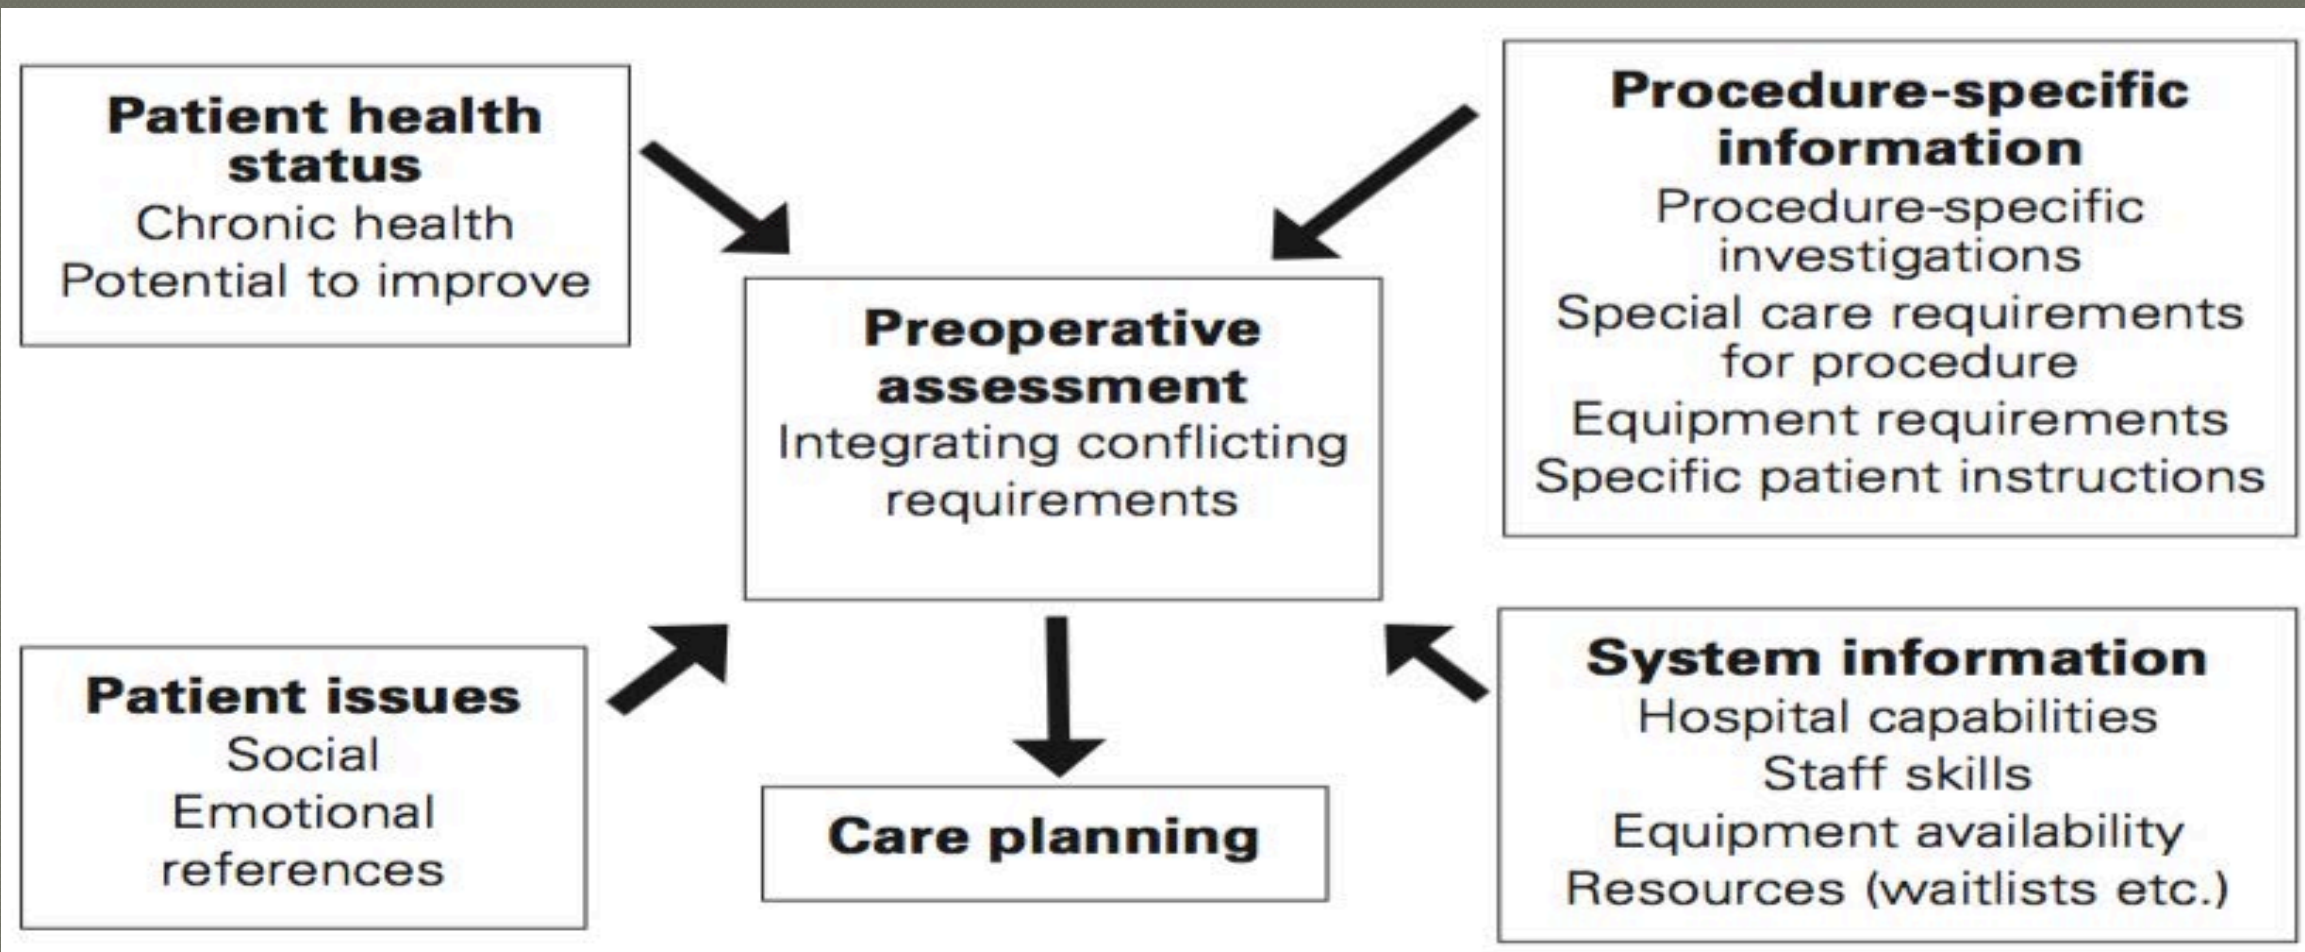 Patient health
status
Chronic health
Potential to improve
Procedure-specific
information
Procedure-specific
investigations
Special care requirements
for procedure
Equipment requirements
Specific patient instructions
Preoperative
assessment
Integrating conflicting
requirements
Patient issues
Social
Emotional
references
Care planning
System information
Hospital capabilities
Staff skills
Equipment availability
Resources (waitlists etc.)